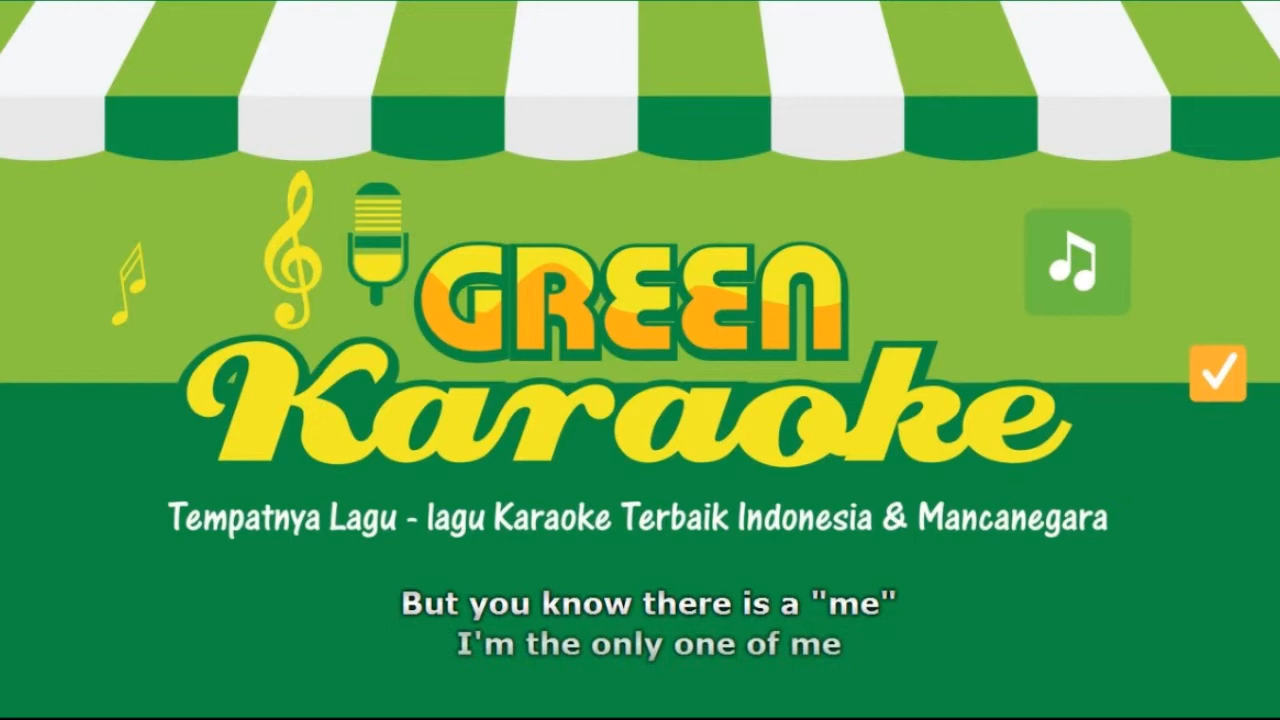 GREEN
Karaoke
Tempatnya Lagu - lagu Karaoke Terbaik Indonesia & Mancanegara
But you know there is a "me"
I'm the only one of me